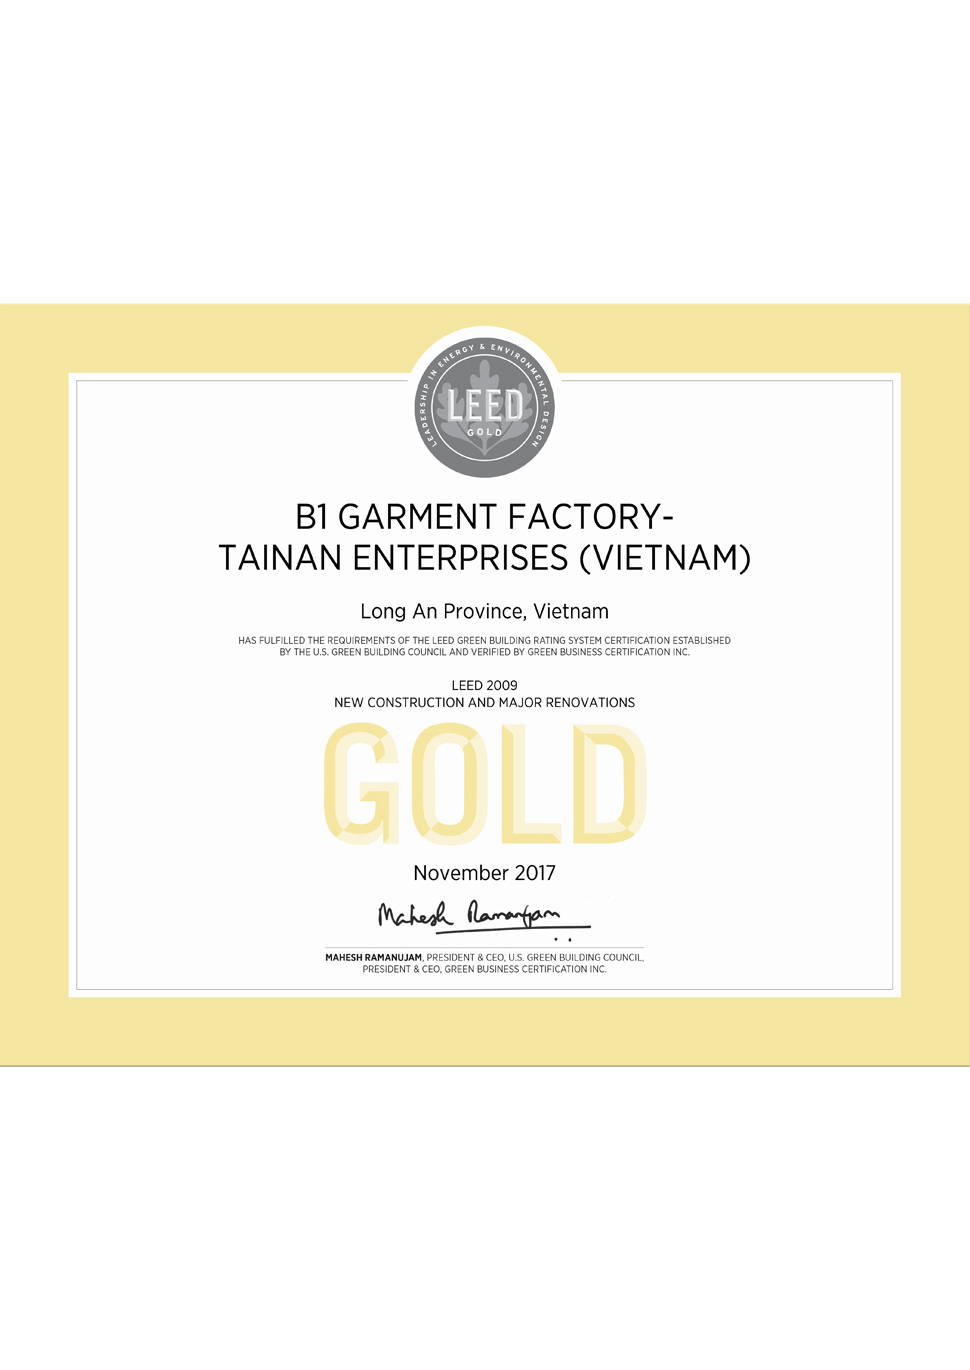 LEADERSHIP IN ENERGY & ENVIRONMENTAL DESIGN
LEED
GOLD
B1 GARMENT FACTORY-
TAINAN ENTERPRISES (VIETNAM)
Long An Province, Vietnam
HAS FULFILLED THE REQUIREMENTS OF THE LEED GREEN BUILDING RATING SYSTEM CERTIFICATION ESTABLISHED
BY THE U.S. GREEN BUILDING COUNCIL AND VERIFIED BY GREEN BUSINESS CERTIFICATION INC.
LEED 2009
NEW CONSTRUCTION AND MAJOR RENOVATIONS
GOLD
November 2017
Mahesh Ramanujam
MAHESH RAMANUJAM, PRESIDENT & CEO, U.S. GREEN BUILDING COUNCIL,
PRESIDENT & CEO, GREEN BUSINESS CERTIFICATION INC.